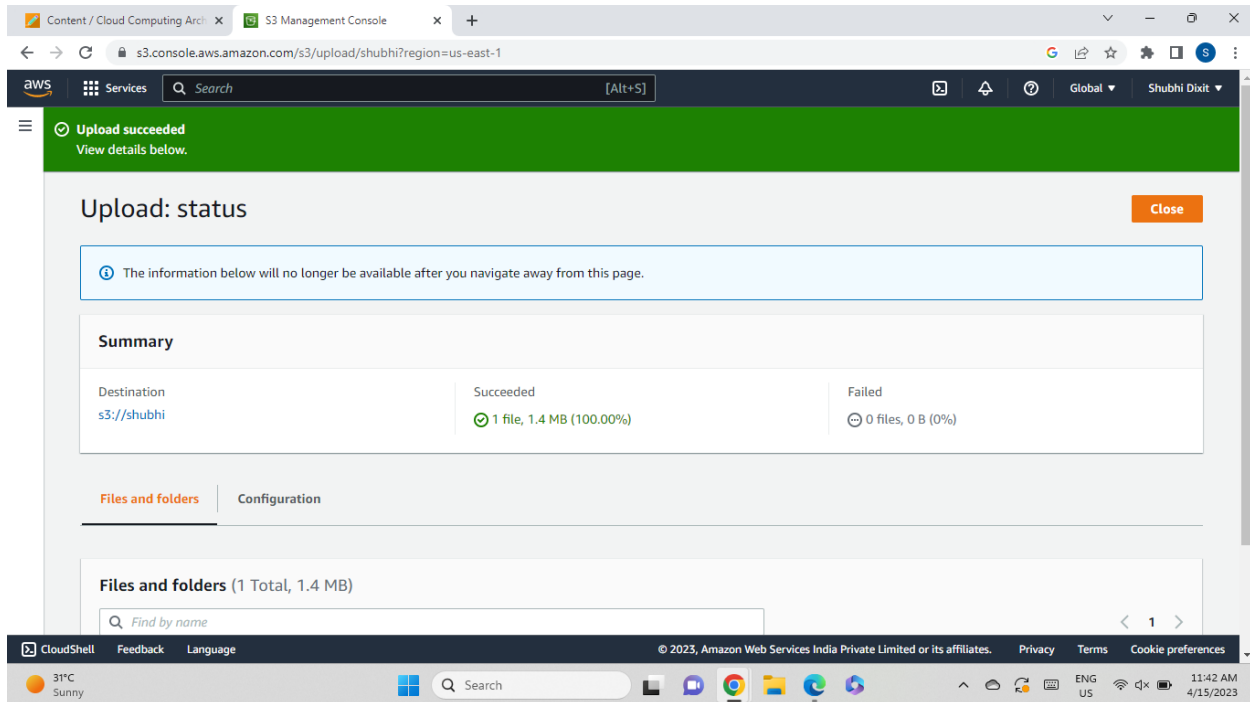 Content / Cloud Computing Arch
S3 Management Console
s3.console.aws.amazon.com/s3/upload/shubhi?region=us-east-1
G
S
aws
Services
Search
[Alt+S]
Global
Shubhi Dixit
Upload succeeded
View details below.
Upload: status
Close
The information below will no longer be available after you navigate away from this page.
Summary
Destination
s3://shubhi
Succeeded
1 file, 1.4 MB (100.00%)
Failed
0 files, 0 B (0%)
Files and folders
Configuration
Files and folders (1 Total, 1.4 MB)
Find by name
1
CloudShell
Feedback
Language
© 2023, Amazon Web Services India Private Limited or its affiliates.
Privacy
Terms
Cookie preferences
31°C
Sunny
Search
ENG
US
11:42 AM
4/15/2023